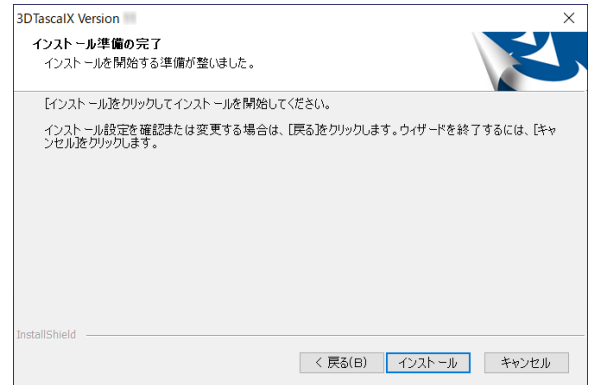 3DTascalX Version
インストール準備の完了
インストールを開始する準備が整いました。
[インストール]をクリックしてインストールを開始してください。
インストール設定を確認または変更する場合は、[戻る]をクリックします。ウィザードを終了するには、[キャ
ンセル]をクリックします。
InstallShield
< 戻る(B)
インストール
キャンセル